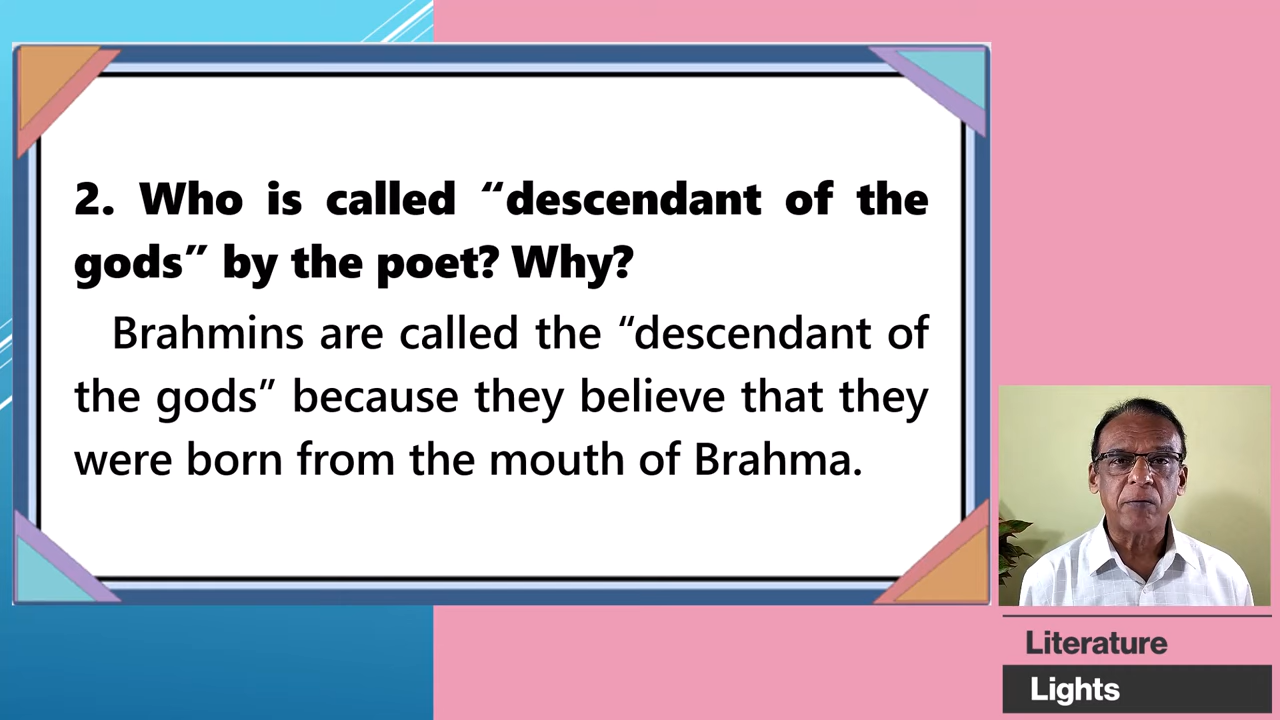 2. Who is called “descendant of the
gods” by the poet? Why?
Brahmins are called the “descendant of
the gods” because they believe that they
were born from the mouth of Brahma.
Literature
Lights